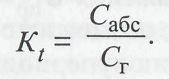 K_t = C_абс / C_г.